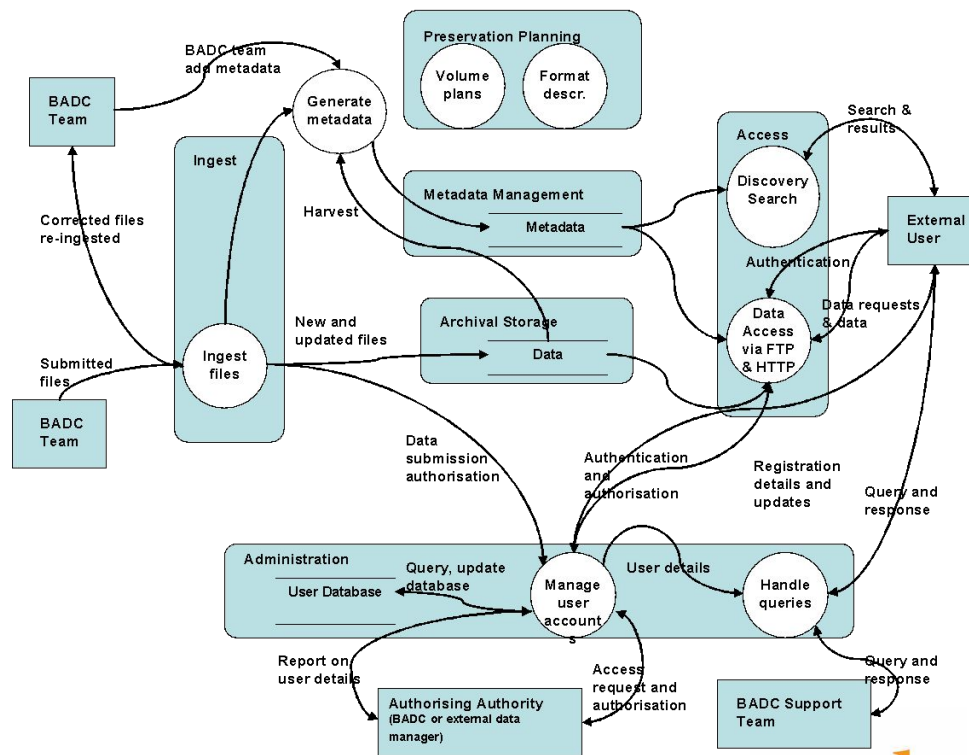 Preservation Planning
BADC team
add metadata
Volume
plans
Format
descr.
Generate
metadata
BADC
Team
Search &
results
Access
Ingest
Discovery
Search
Metadada Management
Harvest
Metadata
External
User
Corrected files
re-ingested
Authentication
Data requests
& data
New and
updated files
Archival Storage
Data
Access
via FTP
& HTTP
Data
Ingest
files
Submitted
files
BADC
Team
Data
submission
authorisation
Authentication
and
authorisation
Registration
details and
updates
Query and
response
Administration
Query, update
database
User Database
Manage
user
account
s
User details
Handle
queries
Report on
user details
Access
request and
authorisation
Query and
response
Authorising Authority
(BADC or external data
manager)
BADC Support
Team